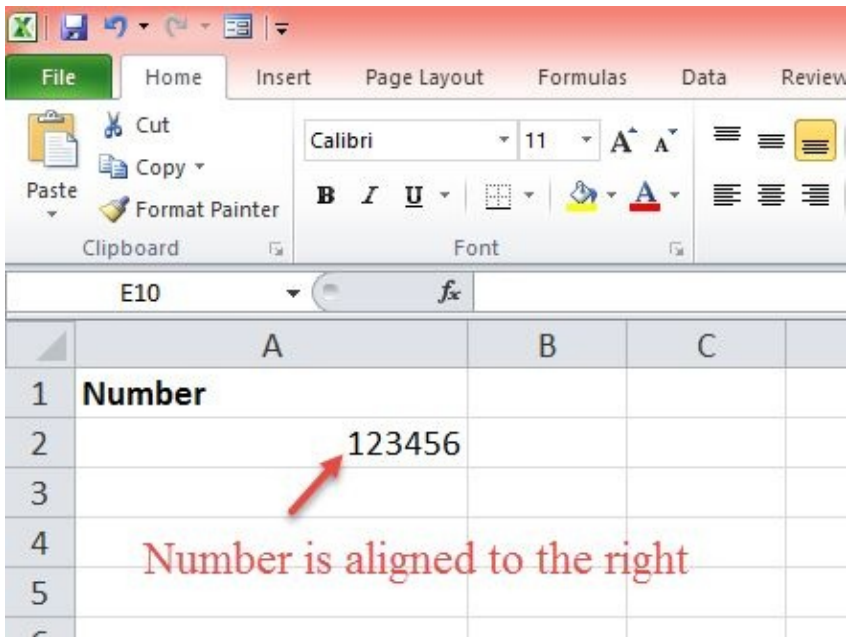 File Home Insert Page Layout Formulas Data Review
Paste
Cut
Copy
Format Painter
Clipboard
Calibri 11 A A
B I U A
Font
E10 fx
A B C
1 Number
2 123456
3
4
Number is aligned to the right
5